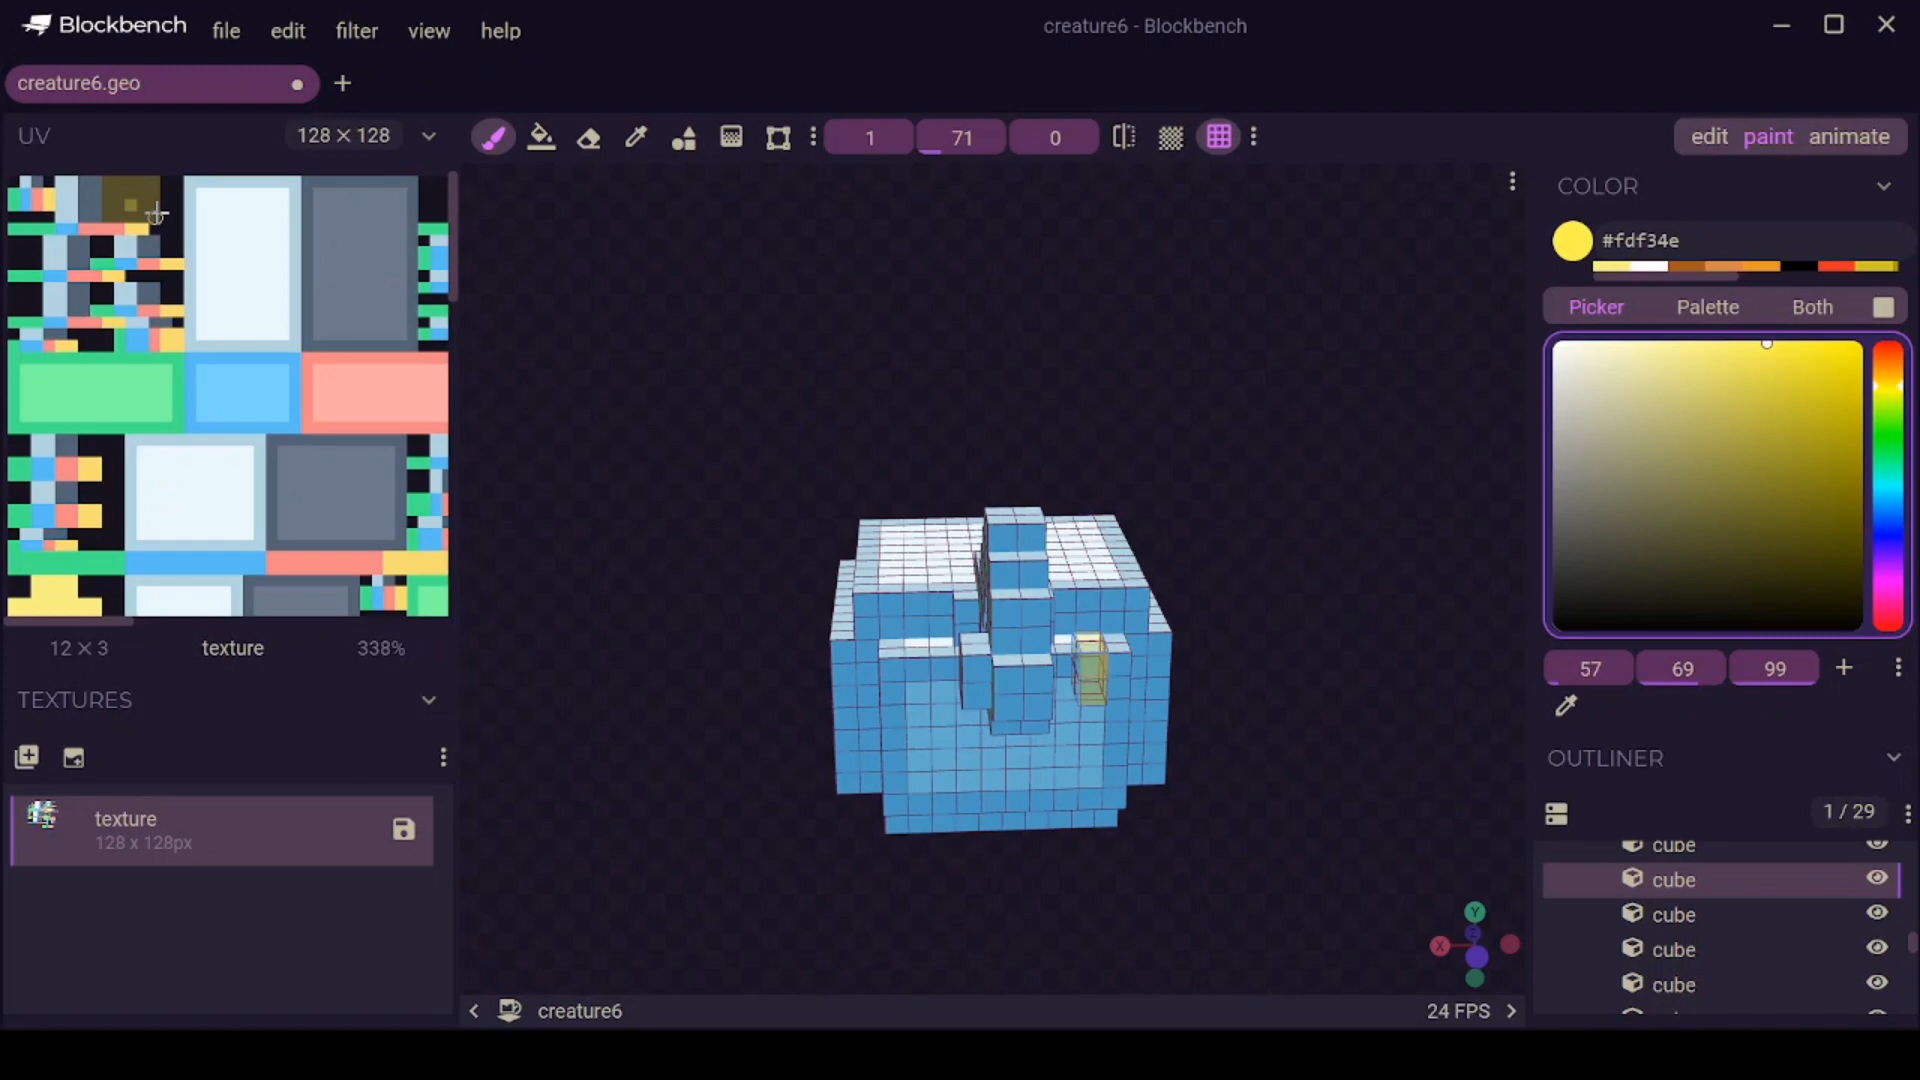 Blockbench file edit filter view help
creature6 - Blockbench
creature6.geo
UV 128 × 128
1 71 0
edit paint animate
COLOR
#fdf34e
Picker Palette Both
12 × 3 texture 338%
57 69 99
TEXTURES
OUTLINER
1 / 29
texture
128 x 128px
cube
cube
cube
cube
cube
Y
X
Z
creature6
24 FPS